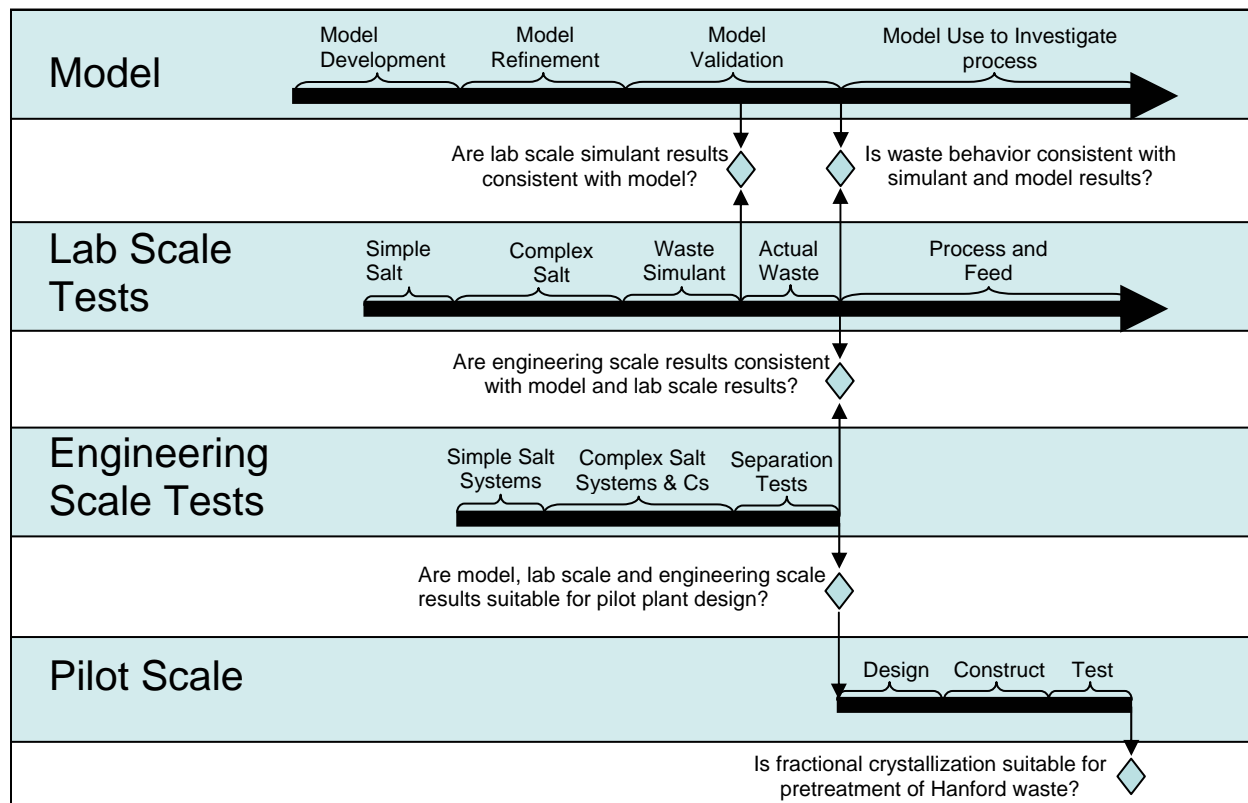 Model
Model
Development
Model
Refinement
Model
Validation
Model Use to Investigate
process
Are lab scale simulant results
consistent with model?
Is waste behavior consistent with
simulant and model results?
Lab Scale
Tests
Simple
Salt
Complex
Salt
Waste
Simulant
Actual
Waste
Process and
Feed
Are engineering scale results consistent
with model and lab scale results?
Engineering
Scale Tests
Simple Salt
Systems
Complex Salt
Systems & Cs
Separation
Tests
Are model, lab scale and engineering scale
results suitable for pilot plant design?
Pilot Scale
Design
Construct
Test
Is fractional crystallization suitable for
pretreatment of Hanford waste?